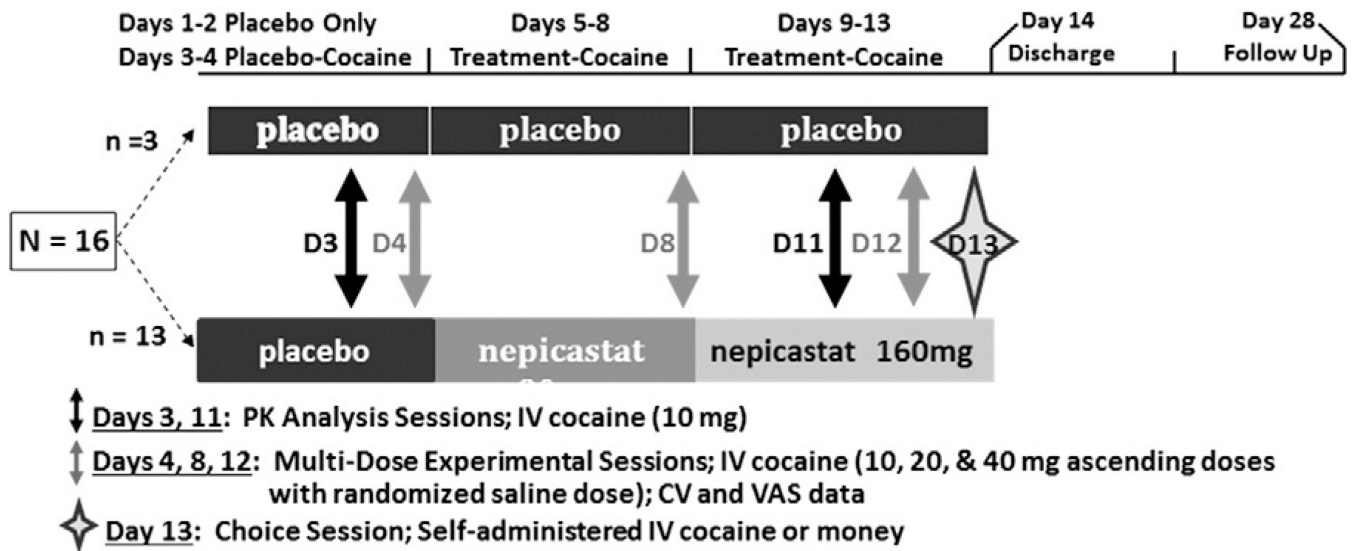 Days 1-2 Placebo Only
Days 3-4 Placebo-Cocaine
Days 5-8
Treatment-Cocaine
Days 9-13
Treatment-Cocaine
Day 14
Discharge
Day 28
Follow Up
n =3
placebo
placebo
placebo
N = 16
D3
D4
D8
D11
D12
D13
n = 13
placebo
nepicastat
nepicastat 160mg
Days 3, 11: PK Analysis Sessions; IV cocaine (10 mg)
Days 4, 8, 12: Multi-Dose Experimental Sessions; IV cocaine (10, 20, & 40 mg ascending doses
with randomized saline dose); CV and VAS data
Day 13: Choice Session; Self-administered IV cocaine or money